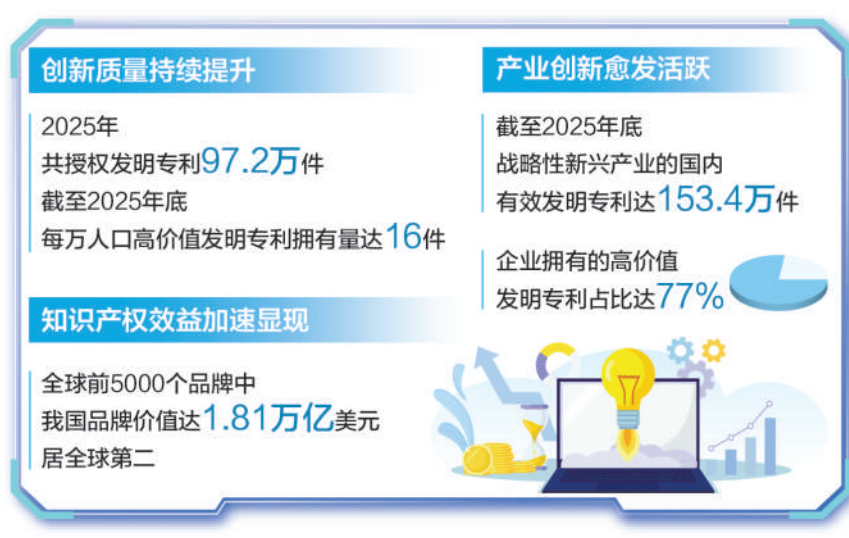 创新质量持续提升
2025年
共授权发明专利97.2万件
截至2025年底
每万人口高价值发明专利拥有量达16件
知识产权效益加速显现
全球前5000个品牌中
我国品牌价值达1.81万亿美元
居全球第二
产业创新愈发活跃
截至2025年底
战略性新兴产业的国内
有效发明专利达153.4万件
企业拥有的高价值
发明专利占比达77%